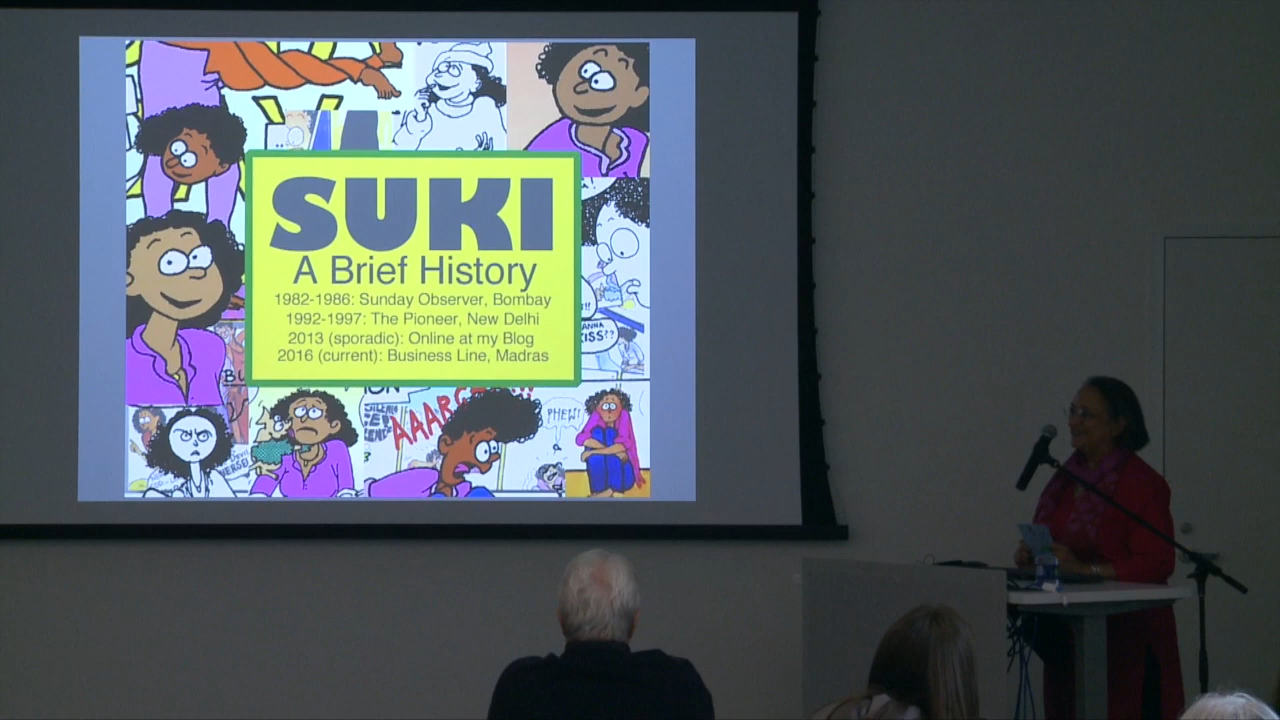 SUKI
A Brief History
1982-1986: Sunday Observer, Bombay
1992-1997: The Pioneer, New Delhi
2013 (sporadic): Online at my Blog
2016 (current): Business Line, Madras
PHEW!